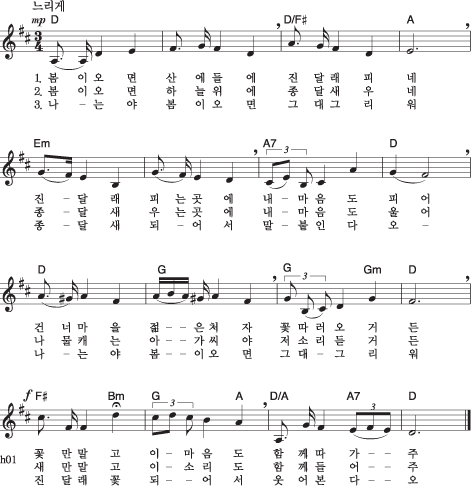 느리게
mp D D/F♯ A
3/4
1. 봄 이 오 면 산 에 들 에 진 달 래 피 네
2. 봄 이 오 면 하 늘 위 에 종 달 새 우 네
3. 나 - 는 야 봄 이 오 면 그 대 그 리 워
Em A7 D
3
진 - 달 래 피 는 곳 에 내 - 마 음 도 피 어
종 - 달 새 우 는 곳 에 내 - 마 음 도 울 어
종 - 달 새 되 - 어 서 말 - 붙 인 다 오 -
D G G Gm D
3
건 너 마 을 젊 - - 은 처 자 꽃 따 러 오 거 든
나 물 캐 는 아 - - 가 씨 야 저 소 리 듣 거 든
나 - 는 야 봄 - - 이 오 면 그 대 - 그 리 워
f F♯ Bm G A D/A A7 D
3 3
꽃 만 말 고 이 - 마 음 도 함 께 따 가 - - 주
새 만 말 고 이 - 소 리 도 함 께 들 어 - - 주
진 달 래 꽃 되 - - 어 서 웃 어 본 다 - - 오
h01